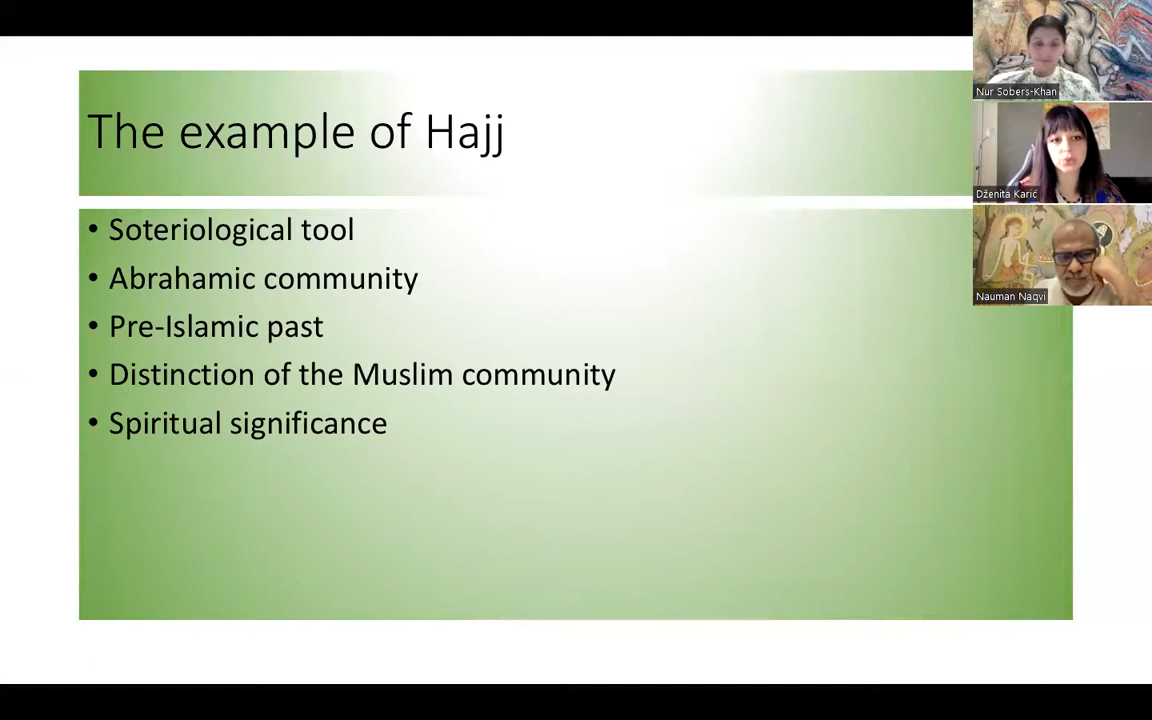 The example of Hajj
• Soteriological tool
• Abrahamic community
• Pre-Islamic past
• Distinction of the Muslim community
• Spiritual significance
Nur Sobers-Khan
Dženita Karić
Nauman Naqvi